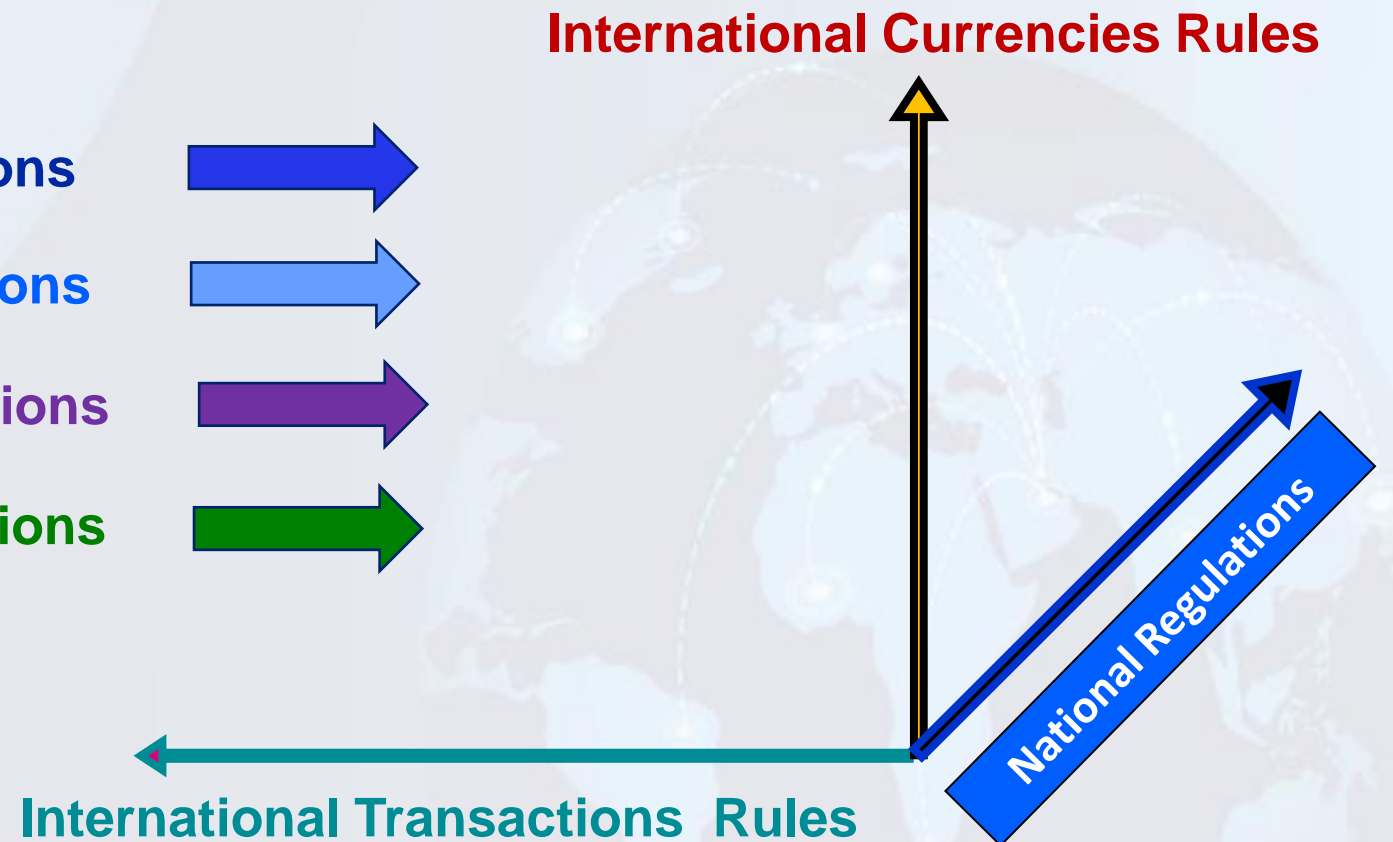 International Currencies Rules
ons
ons
ions
ions
National Regulations
International Transactions Rules